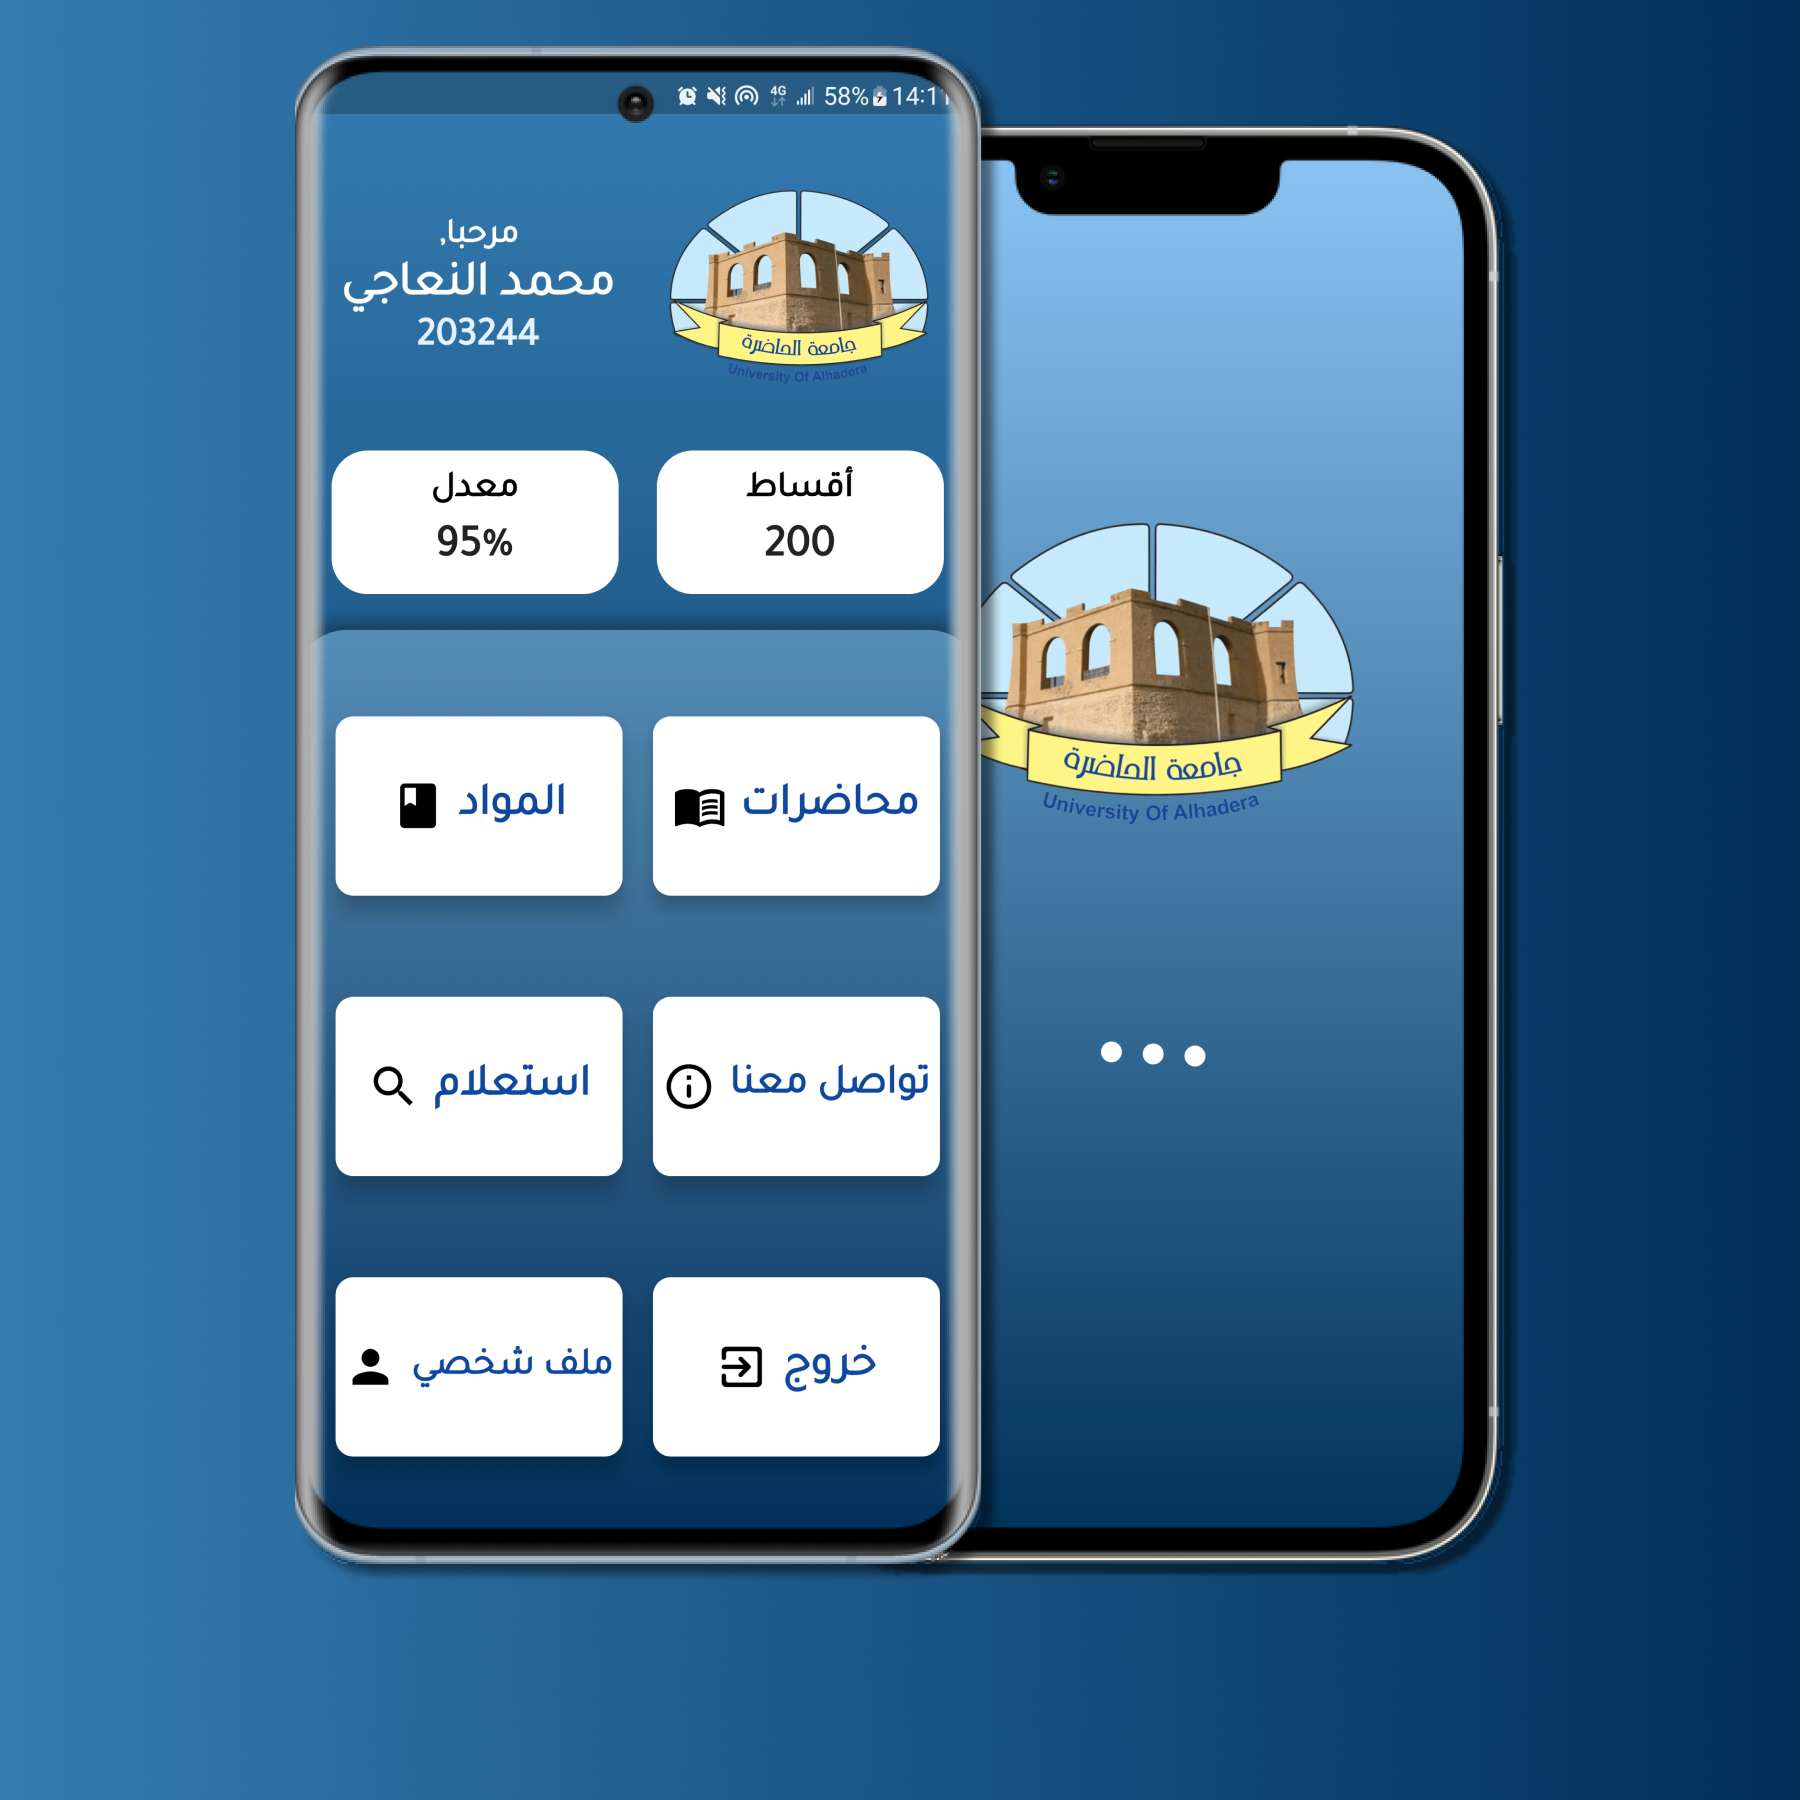 4G 58% 14:11
مرحبا,
محمد النعاجي
203244
جامعة الحاضرة
University Of Alhadera
أقساط
200
معدل
95%
محاضرات
المواد
تواصل معنا
استعلام
خروج
ملف شخصي
جامعة الحاضرة
University Of Alhadera